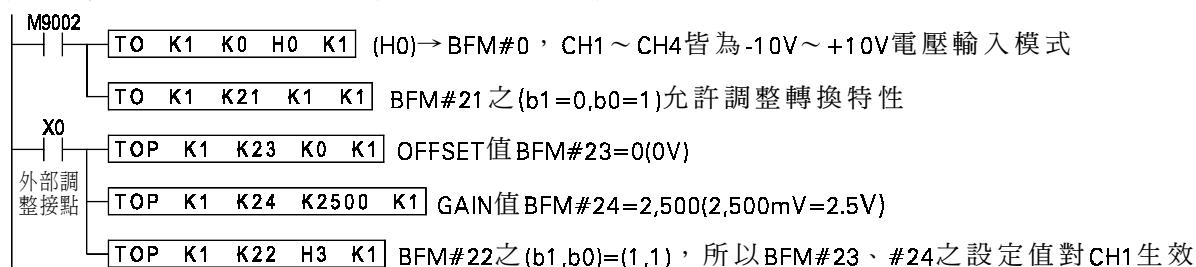 M9002
TO K1 K0 H0 K1 (H0)→BFM#0，CH1～CH4皆為-10V～+10V電壓輸入模式
TO K1 K21 K1 K1 BFM#21之(b1=0,b0=1)允許調整轉換特性
X0
TOP K1 K23 K0 K1 OFFSET值BFM#23=0(0V)
外部調
整接點
TOP K1 K24 K2500 K1 GAIN值BFM#24=2,500(2,500mV=2.5V)
TOP K1 K22 H3 K1 BFM#22之(b1,b0)=(1,1)，所以BFM#23、#24之設定值對CH1生效